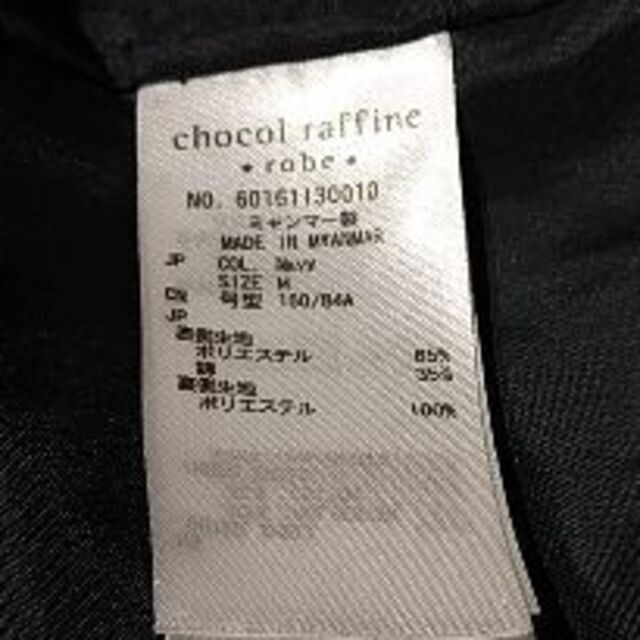 chocol raffine
• robe •
NO. 60161130010
ミャンマー製
MADE IN MYANMAR
JP COL. Navy
SIZE M
CN 号型 160/84A
JP
表側生地
ポリエステル 65%
綿 35%
裏側生地
ポリエステル 100%